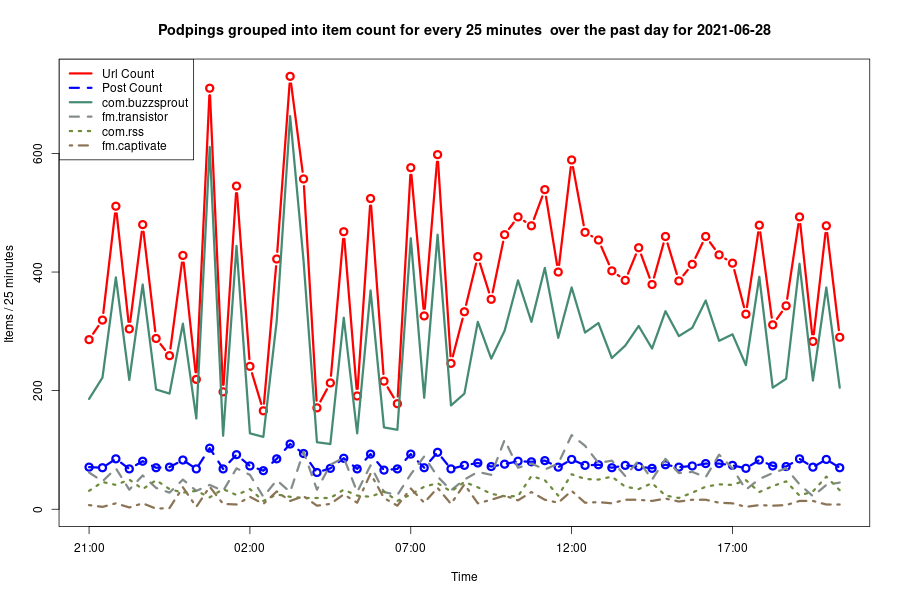 Podpings grouped into item count for every 25 minutes  over the past day for 2021-06-28
Url Count
Post Count
com.buzzsprout
fm.transistor
com.rss
fm.captivate
Items / 25 minutes
600
400
200
0
21:00
02:00
07:00
12:00
17:00
Time